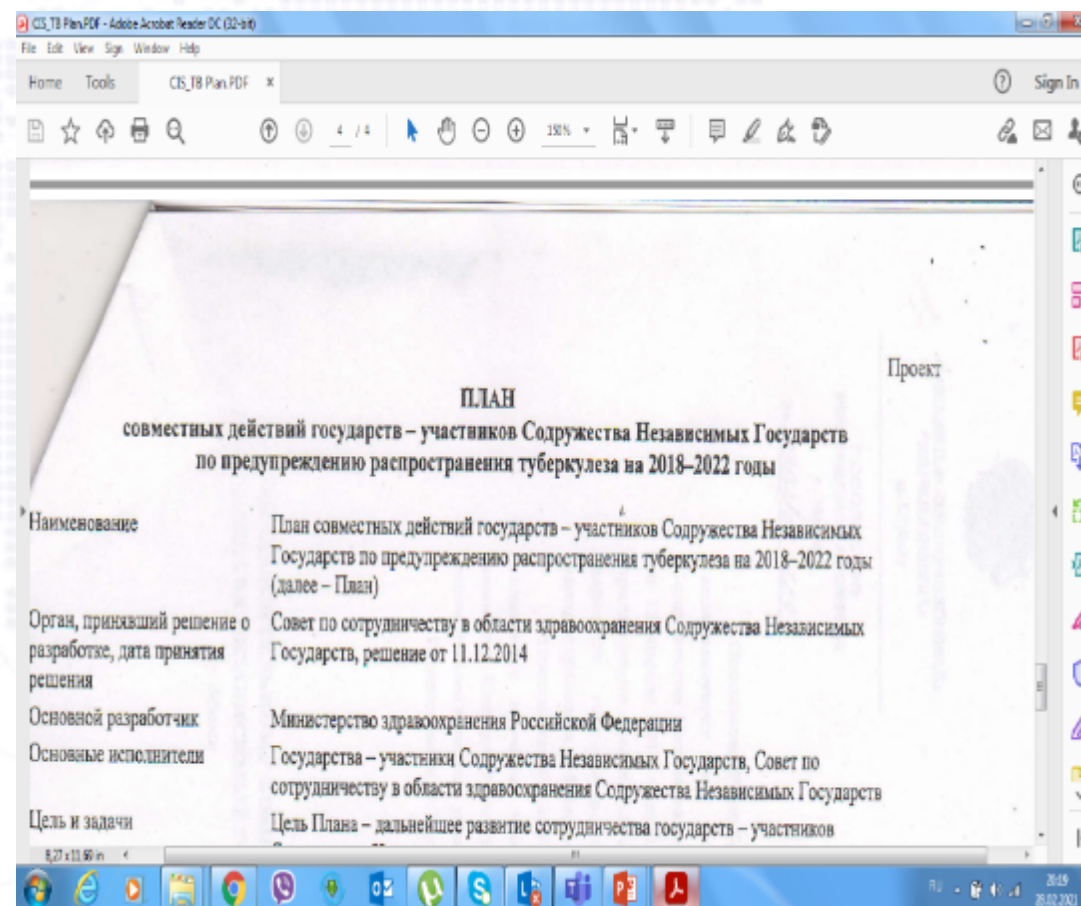 CIS_TB Plan.PDF - Adobe Acrobat Reader DC (32-bit)
File Edit View Sign Window Help
Home Tools CIS_TB Plan.PDF × Sign In
4 / 4 150%
Проект
ПЛАН
совместных действий государств – участников Содружества Независимых Государств
по предупреждению распространения туберкулеза на 2018–2022 годы
Наименование План совместных действий государств – участников Содружества Независимых
Государств по предупреждению распространения туберкулеза на 2018–2022 годы
(далее – План)
Орган, принявший решение о Совет по сотрудничеству в области здравоохранения Содружества Независимых
разработке, дата принятия Государств, решение от 11.12.2014
решения
Основной разработчик Министерство здравоохранения Российской Федерации
Основные исполнители Государства – участники Содружества Независимых Государств, Совет по
сотрудничеству в области здравоохранения Содружества Независимых Государств
Цель и задачи Цель Плана – дальнейшее развитие сотрудничества государств – участников
8,27 x 11,69 in
RU 20:19
28.02.2021